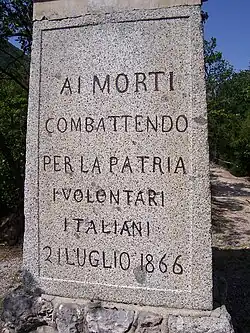 AI MORTI
COMBATTENDO
PER LA PATRIA
I VOLONTARI
ITALIANI
21 LUGLIO 1866